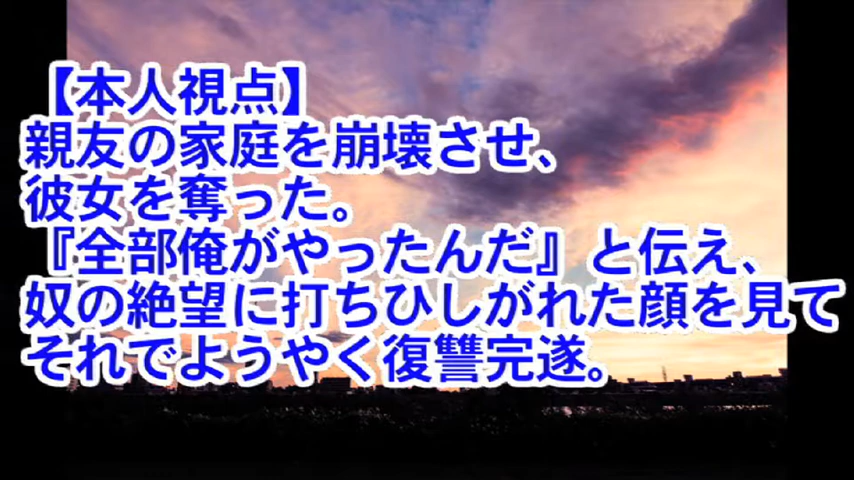 【本人視点】
親友の家庭を崩壊させ、
彼女を奪った。
『全部俺がやったんだ』と伝え、
奴の絶望に打ちひしがれた顔を見て
それでようやく復讐完遂。